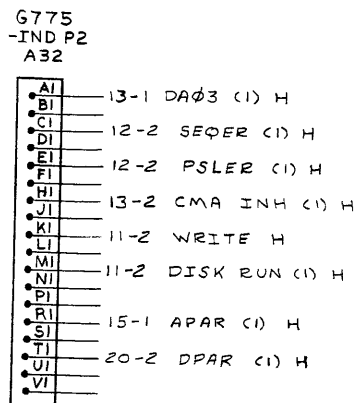 G775
-IND P2
A32
A1 13-1 DAØ3 (1) H
B1
C1 12-2 SEQER (1) H
D1
E1 12-2 PSLER (1) H
F1
H1 13-2 CMA INH (1) H
J1
K1 11-2 WRITE H
L1
M1 11-2 DISK RUN (1) H
N1
P1
R1 15-1 APAR (1) H
S1
T1 20-2 DPAR (1) H
U1
V1